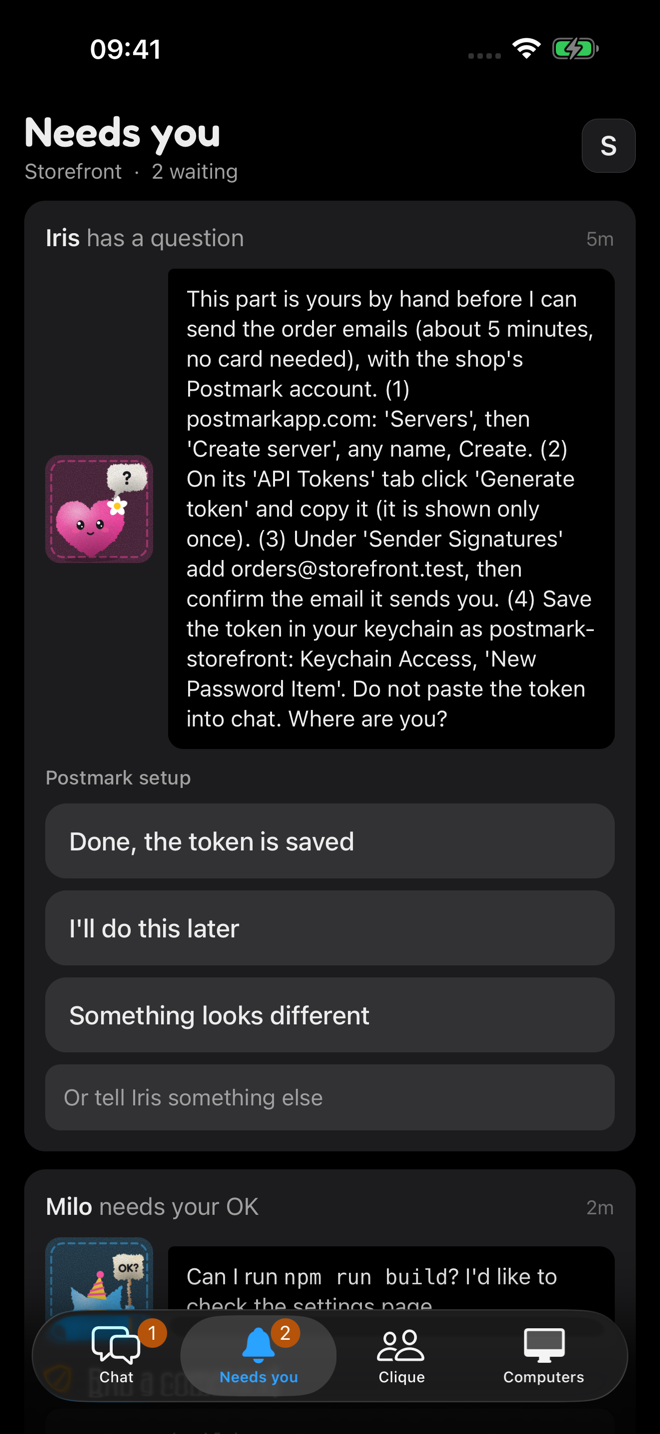 09:41
Needs you
Storefront · 2 waiting
S
Iris has a question
5m
This part is yours by hand before I can
send the order emails (about 5 minutes,
no card needed), with the shop's
Postmark account. (1)
postmarkapp.com: 'Servers', then
'Create server', any name, Create. (2)
On its 'API Tokens' tab click 'Generate
token' and copy it (it is shown only
once). (3) Under 'Sender Signatures'
add orders@storefront.test, then
confirm the email it sends you. (4) Save
the token in your keychain as postmark-
storefront: Keychain Access, 'New
Password Item'. Do not paste the token
into chat. Where are you?
?
Postmark setup
Done, the token is saved
I'll do this later
Something looks different
Or tell Iris something else
Milo needs your OK
2m
OK?
Can I run npm run build? I'd like to
check the settings page
1
2
Chat
Needs you
Clique
Computers